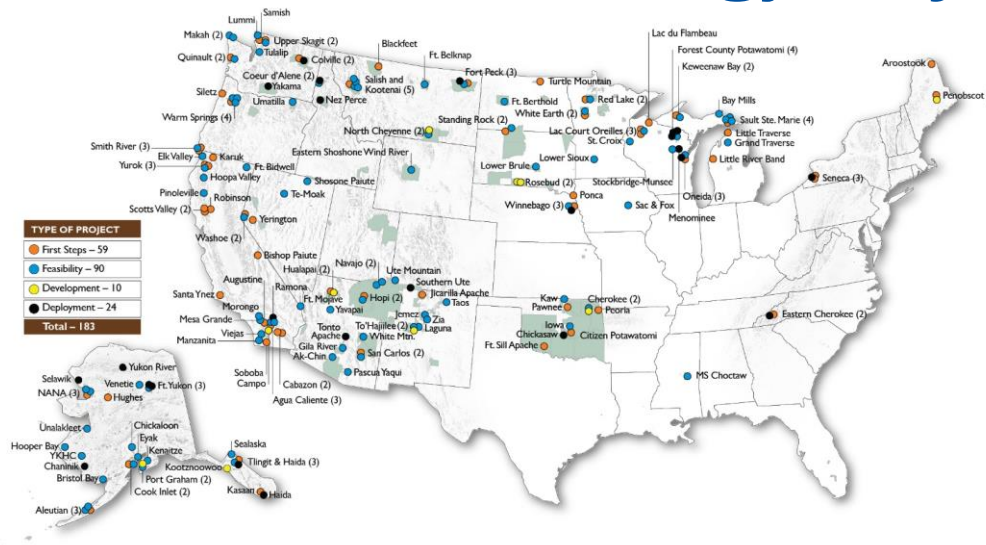 Samish
Lummi
Makah (2)
Upper Skagit (2)
Tulalip
Quinault (2)
Colville (2)
Coeur d'Alene (2)
Yakama
Salish and
Kootenai (5)
Siletz
Umatilla
Nez Perce
Warm Springs (4)
Blackfeet
Ft. Belknap
Fort Peck (3)
Turtle Mountain
Ft. Berthold
Red Lake (2)
White Earth (2)
Standing Rock (2)
North Cheyenne (2)
Lac du Flambeau
Forest County Potawatomi (4)
Keweenaw Bay (2)
Bay Mills
Sault Ste. Marie (4)
Lac Court Oreilles (3)
St. Croix
Little Traverse
Grand Traverse
Little River Band
Aroostook
Penobscot
Smith River (3)
Elk Valley
Karuk
Yurok (3)
Ft. Bidwell
Hoopa Valley
Eastern Shoshone Wind River
Lower Sioux
Lower Brule
Rosebud (2)
Stockbridge-Munsee
Oneida (3)
Menominee
Seneca (3)
Shosone Paiute
Te-Moak
Pinoleville
Robinson
Scotts Valley (2)
Yerington
Washoe (2)
Ponca
Winnebago (3)
Sac & Fox
TYPE OF PROJECT
First Steps – 59
Feasibility – 90
Development – 10
Deployment – 24
Total – 183
Bishop Paiute
Hualapai (2)
Navajo (2)
Ute Mountain
Southern Ute
Jicarilla Apache
Taos
Augustine
Ramona
Santa Ynez
Ft. Mojave
Hopi (2)
Yavapai
Morongo
Mesa Grande
Jemez
Zia
To'Hajiilee (2)
Laguna
Viejas
Tonto
Apache
White Mtn.
Manzanita
Gila River
San Carlos (2)
Ak-Chin
Pascua Yaqui
Soboba
Campo
Cabazon (2)
Agua Caliente (3)
Kaw
Cherokee (2)
Pawnee
Peoria
Iowa
Chickasaw
Citizen Potawatomi
Ft. Sill Apache
Eastern Cherokee (2)
MS Choctaw
Yukon River
Selawik
Venetie
Ft. Yukon (3)
NANA (3)
Hughes
Unalakleet
Chickaloon
Eyak
Hooper Bay
Kenaitze
YKHC
Chaninik
Bristol Bay
Port Graham (2)
Cook Inlet (2)
Aleutian (3)
Sealaska
Tlingit & Haida (3)
Kootznoowoo
Kasaan
Haida